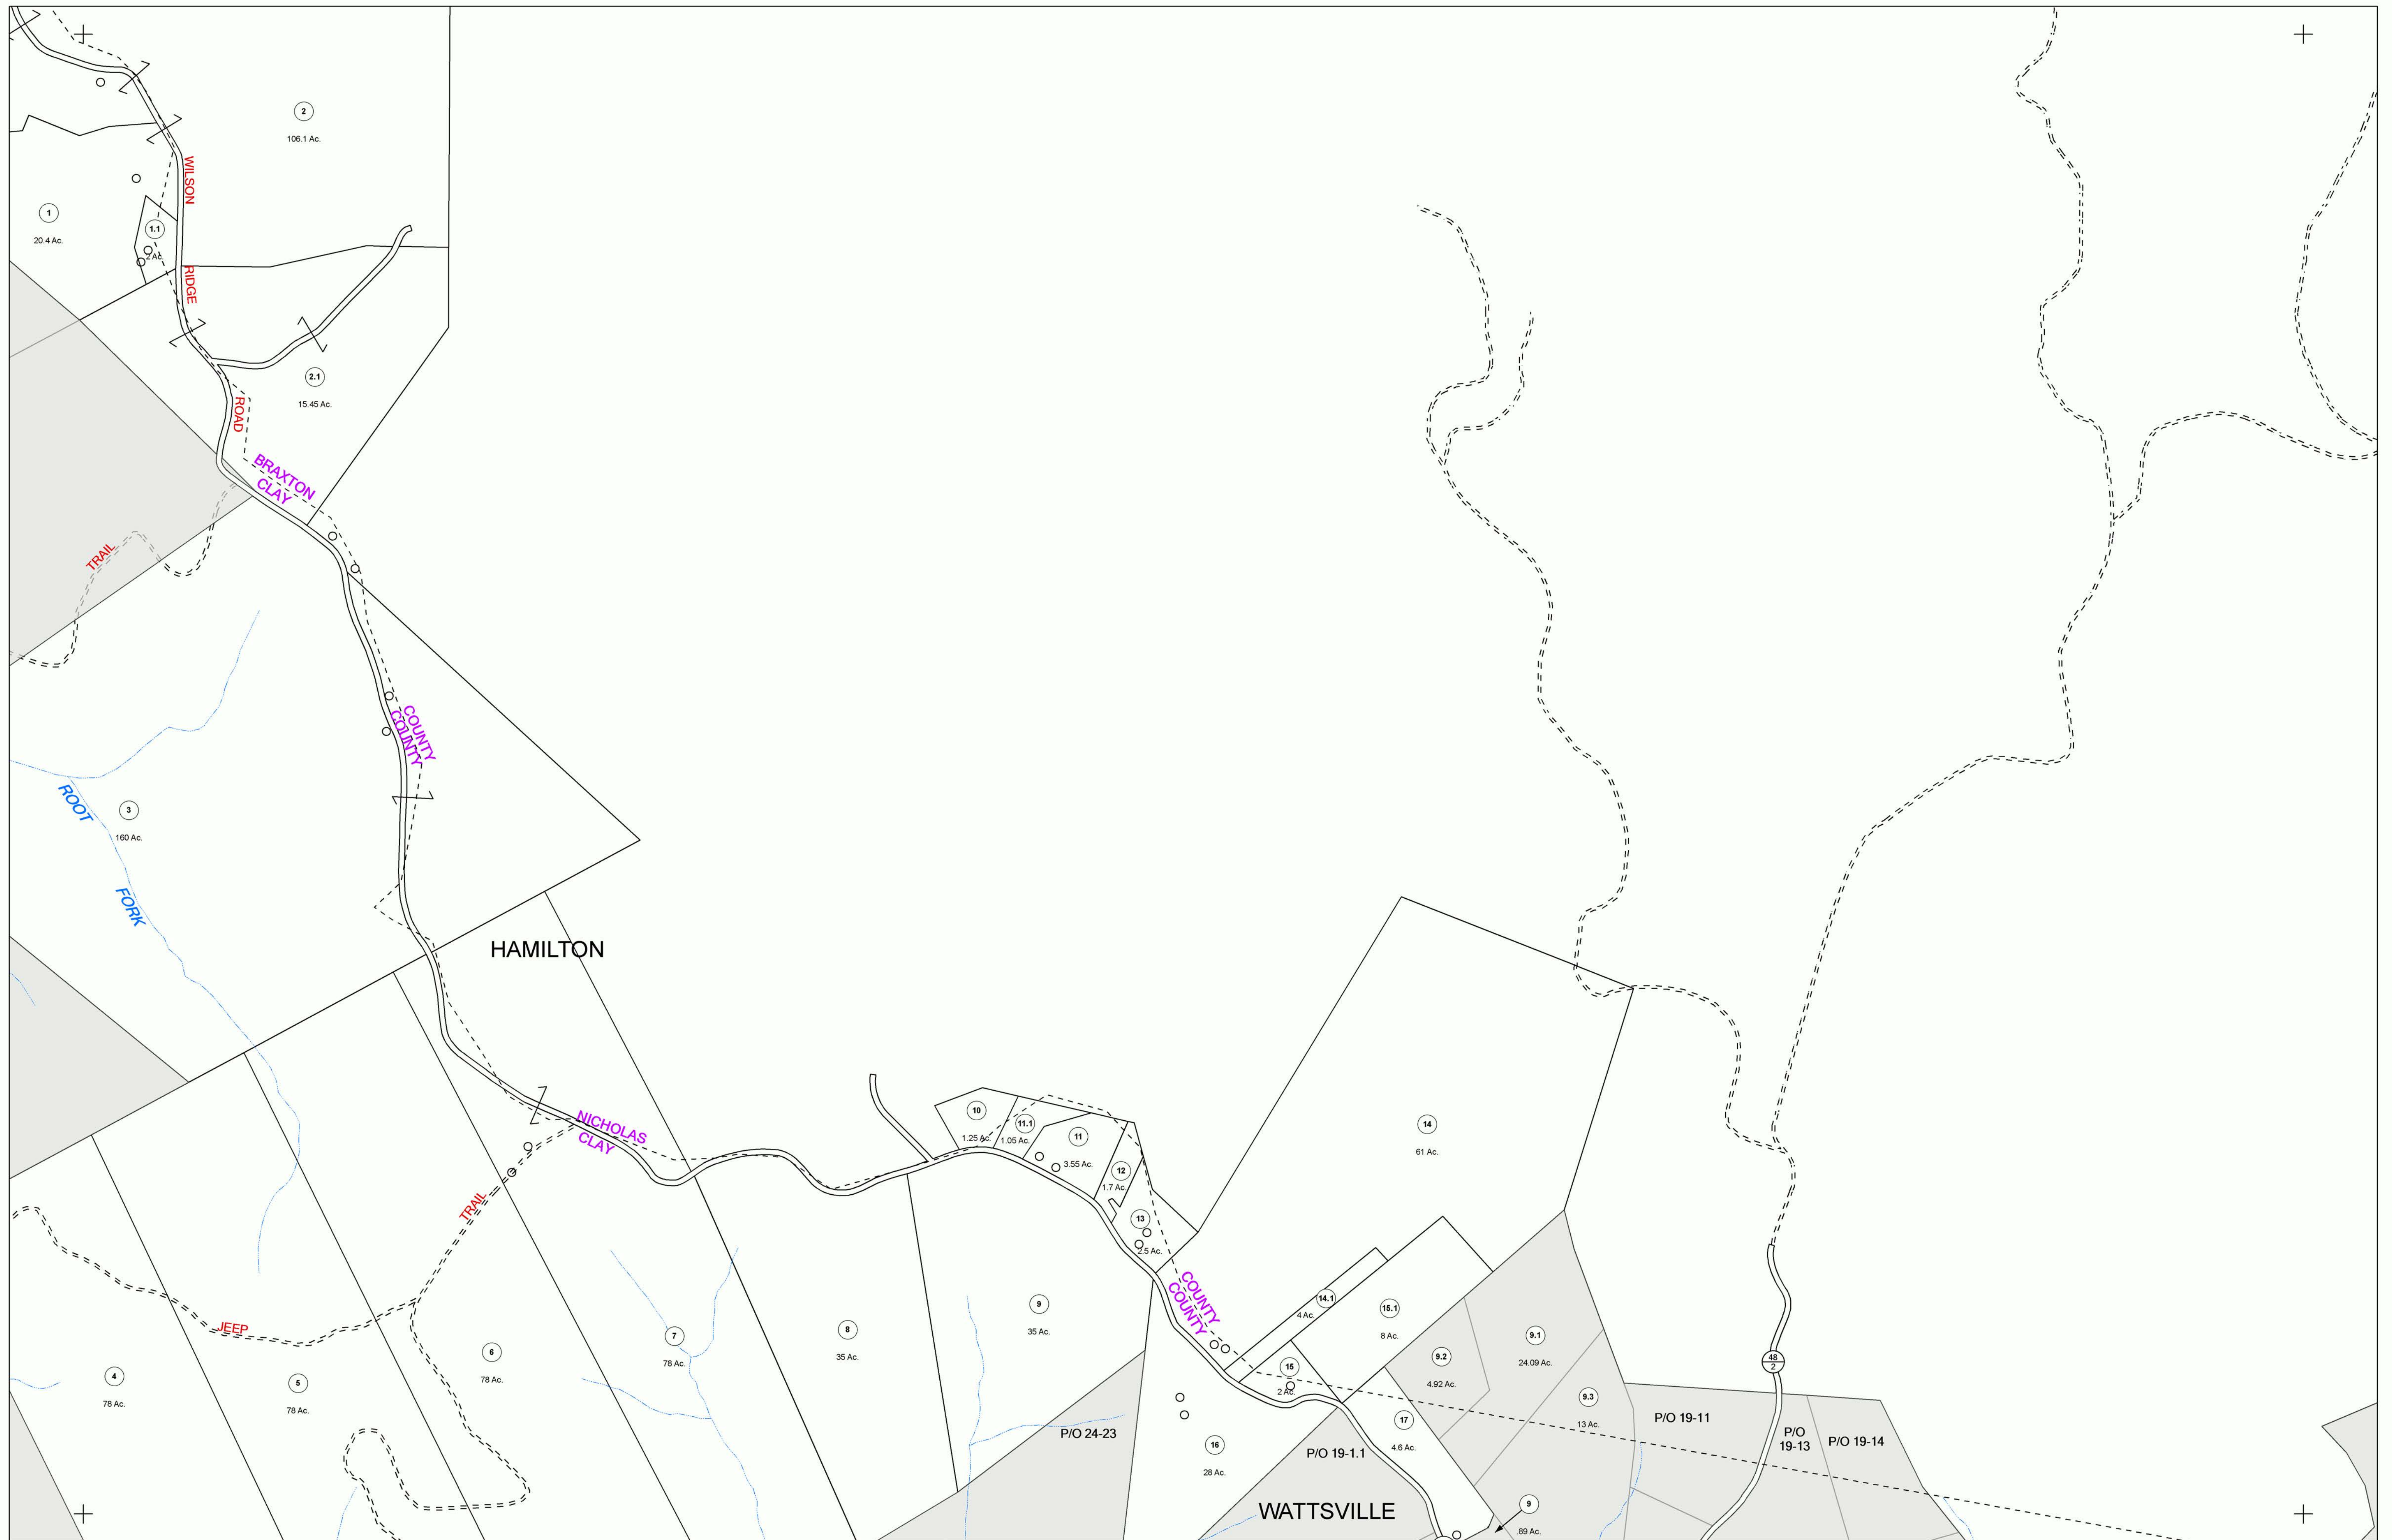 2
106.1 Ac.
WILSON
1
20.4 Ac.
1.1
2 Ac.
RIDGE
2.1
15.45 Ac.
ROAD
BRAXTON
CLAY
TRAIL
COUNTY
COUNTY
ROOT
3
160 Ac.
FORK
HAMILTON
NICHOLAS
CLAY
10
1.25 Ac.
11.1
1.05 Ac.
11
3.55 Ac.
12
1.7 Ac.
13
2.5 Ac.
14
61 Ac.
TRAIL
COUNTY
COUNTY
14.1
4 Ac.
15.1
8 Ac.
JEEP
4
78 Ac.
5
78 Ac.
6
78 Ac.
7
78 Ac.
8
35 Ac.
9
35 Ac.
15
2 Ac.
9.2
4.92 Ac.
9.1
24.09 Ac.
48
2
9.3
13 Ac.
P/O 19-11
P/O
19-13
P/O 19-14
17
4.6 Ac.
P/O 24-23
16
28 Ac.
P/O 19-1.1
WATTSVILLE
9
.89 Ac.